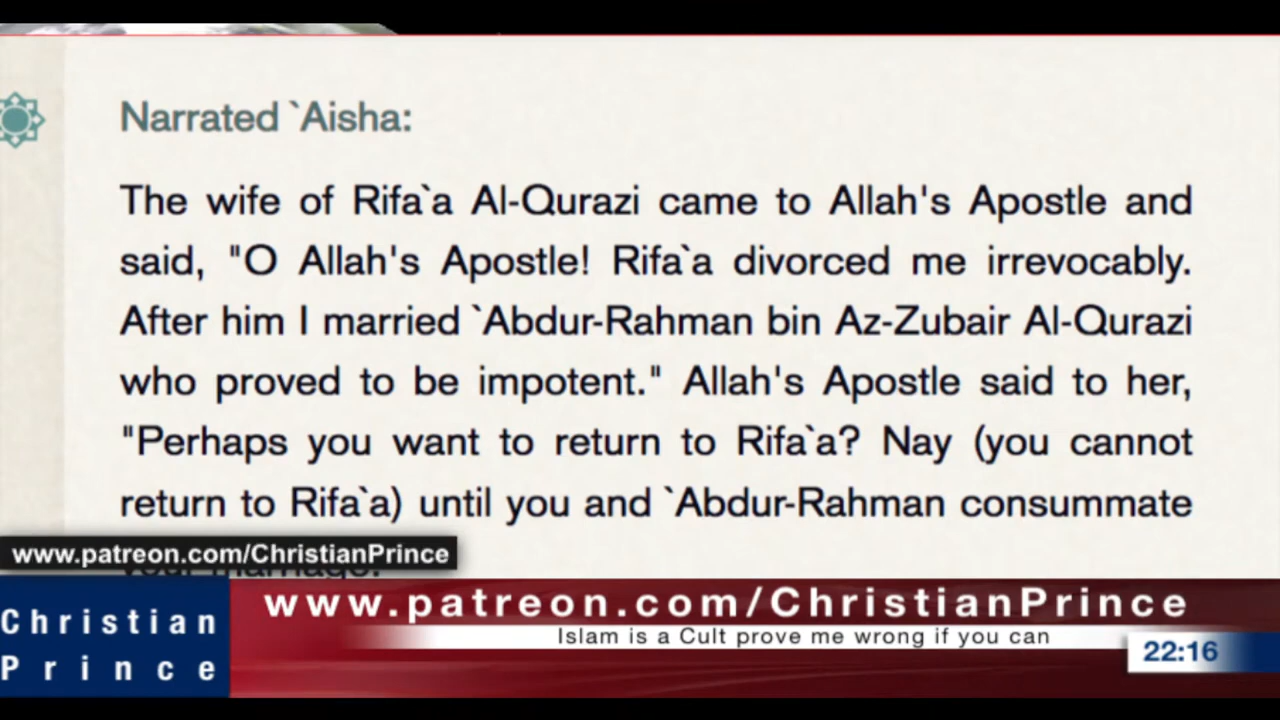 Narrated `Aisha:
The wife of Rifa`a Al-Qurazi came to Allah's Apostle and
said, "O Allah's Apostle! Rifa`a divorced me irrevocably.
After him I married `Abdur-Rahman bin Az-Zubair Al-Qurazi
who proved to be impotent." Allah's Apostle said to her,
"Perhaps you want to return to Rifa`a? Nay (you cannot
return to Rifa`a) until you and `Abdur-Rahman consummate
www.patreon.com/ChristianPrince
your marriage.
Christian
Prince
www.patreon.com/ChristianPrince
Islam is a Cult prove me wrong if you can
22:16